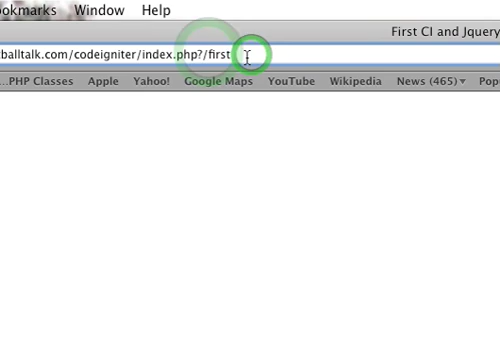 ookmarks Window Help
First CI and Jquery
balltalk.com/codeigniter/index.php?/first
...PHP Classes Apple Yahoo! Google Maps YouTube Wikipedia News (465)▾ Pop